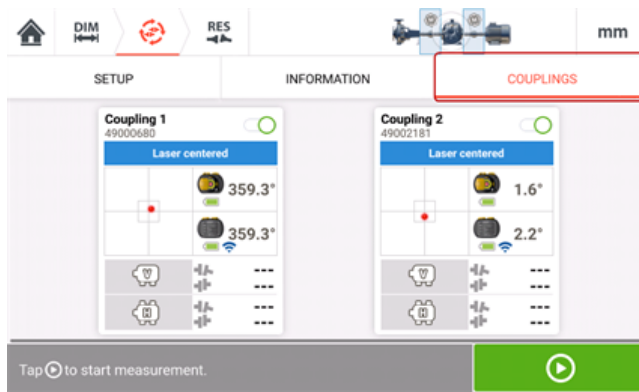 DIM
RES
mm
SETUP
INFORMATION
COUPLINGS
Coupling 1
49000680
Laser centered
359.3°
359.3°
V
---
---
H
---
---
Coupling 2
49002181
Laser centered
1.6°
2.2°
V
---
---
H
---
---
Tap to start measurement.